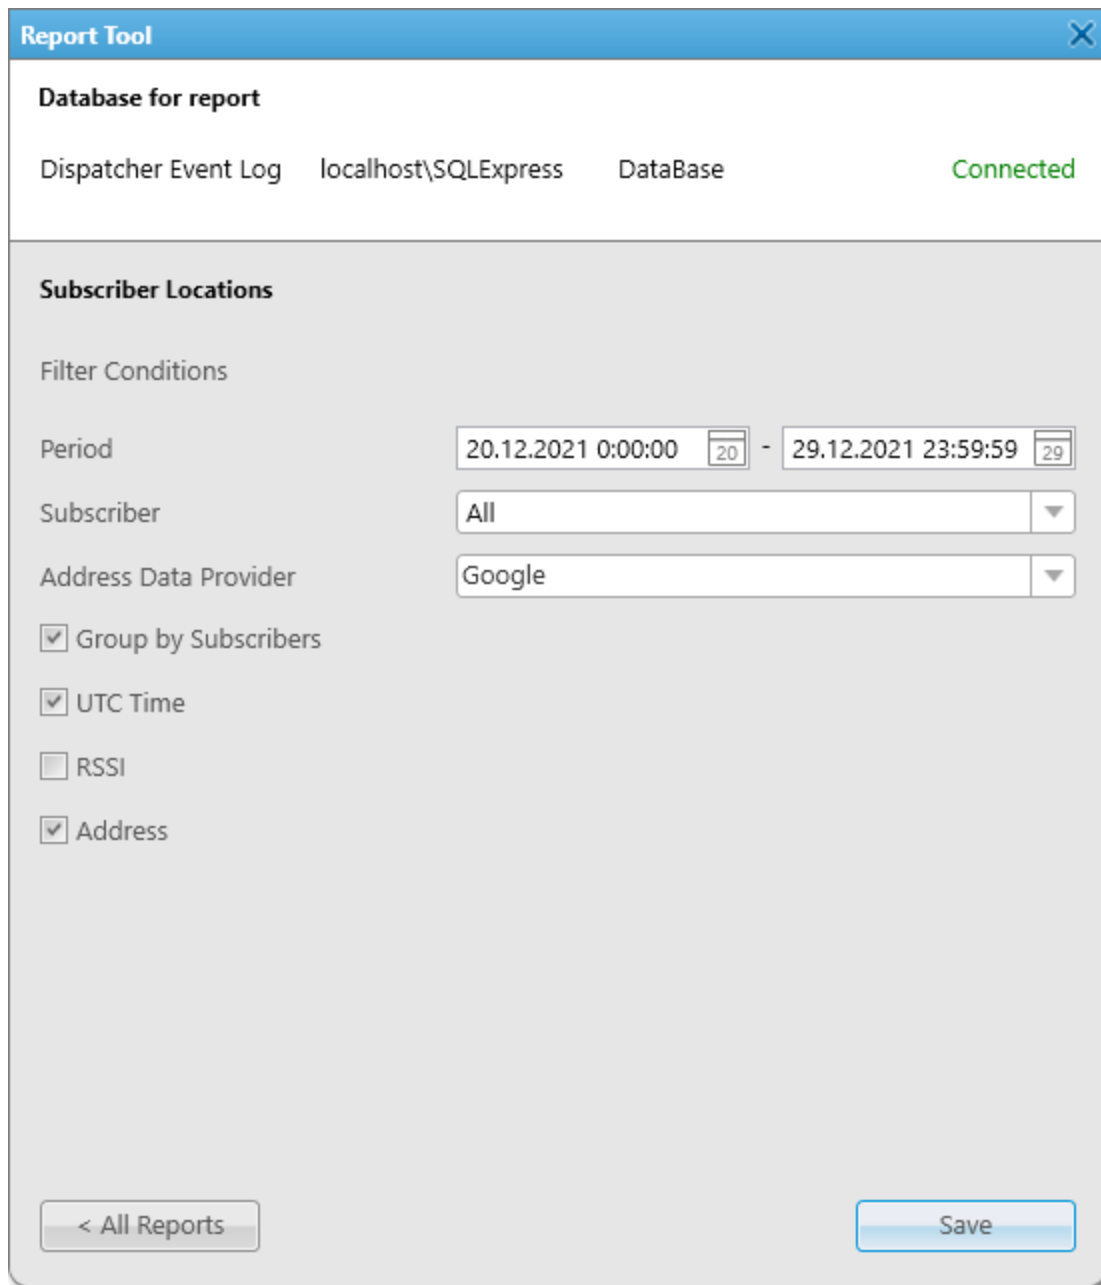 Report Tool
Database for report
Dispatcher Event Log localhost\SQLExpress DataBase Connected
Subscriber Locations
Filter Conditions
Period 20.12.2021 0:00:00 20 - 29.12.2021 23:59:59 29
Subscriber All
Address Data Provider Google
Group by Subscribers
UTC Time
RSSI
Address
< All Reports Save